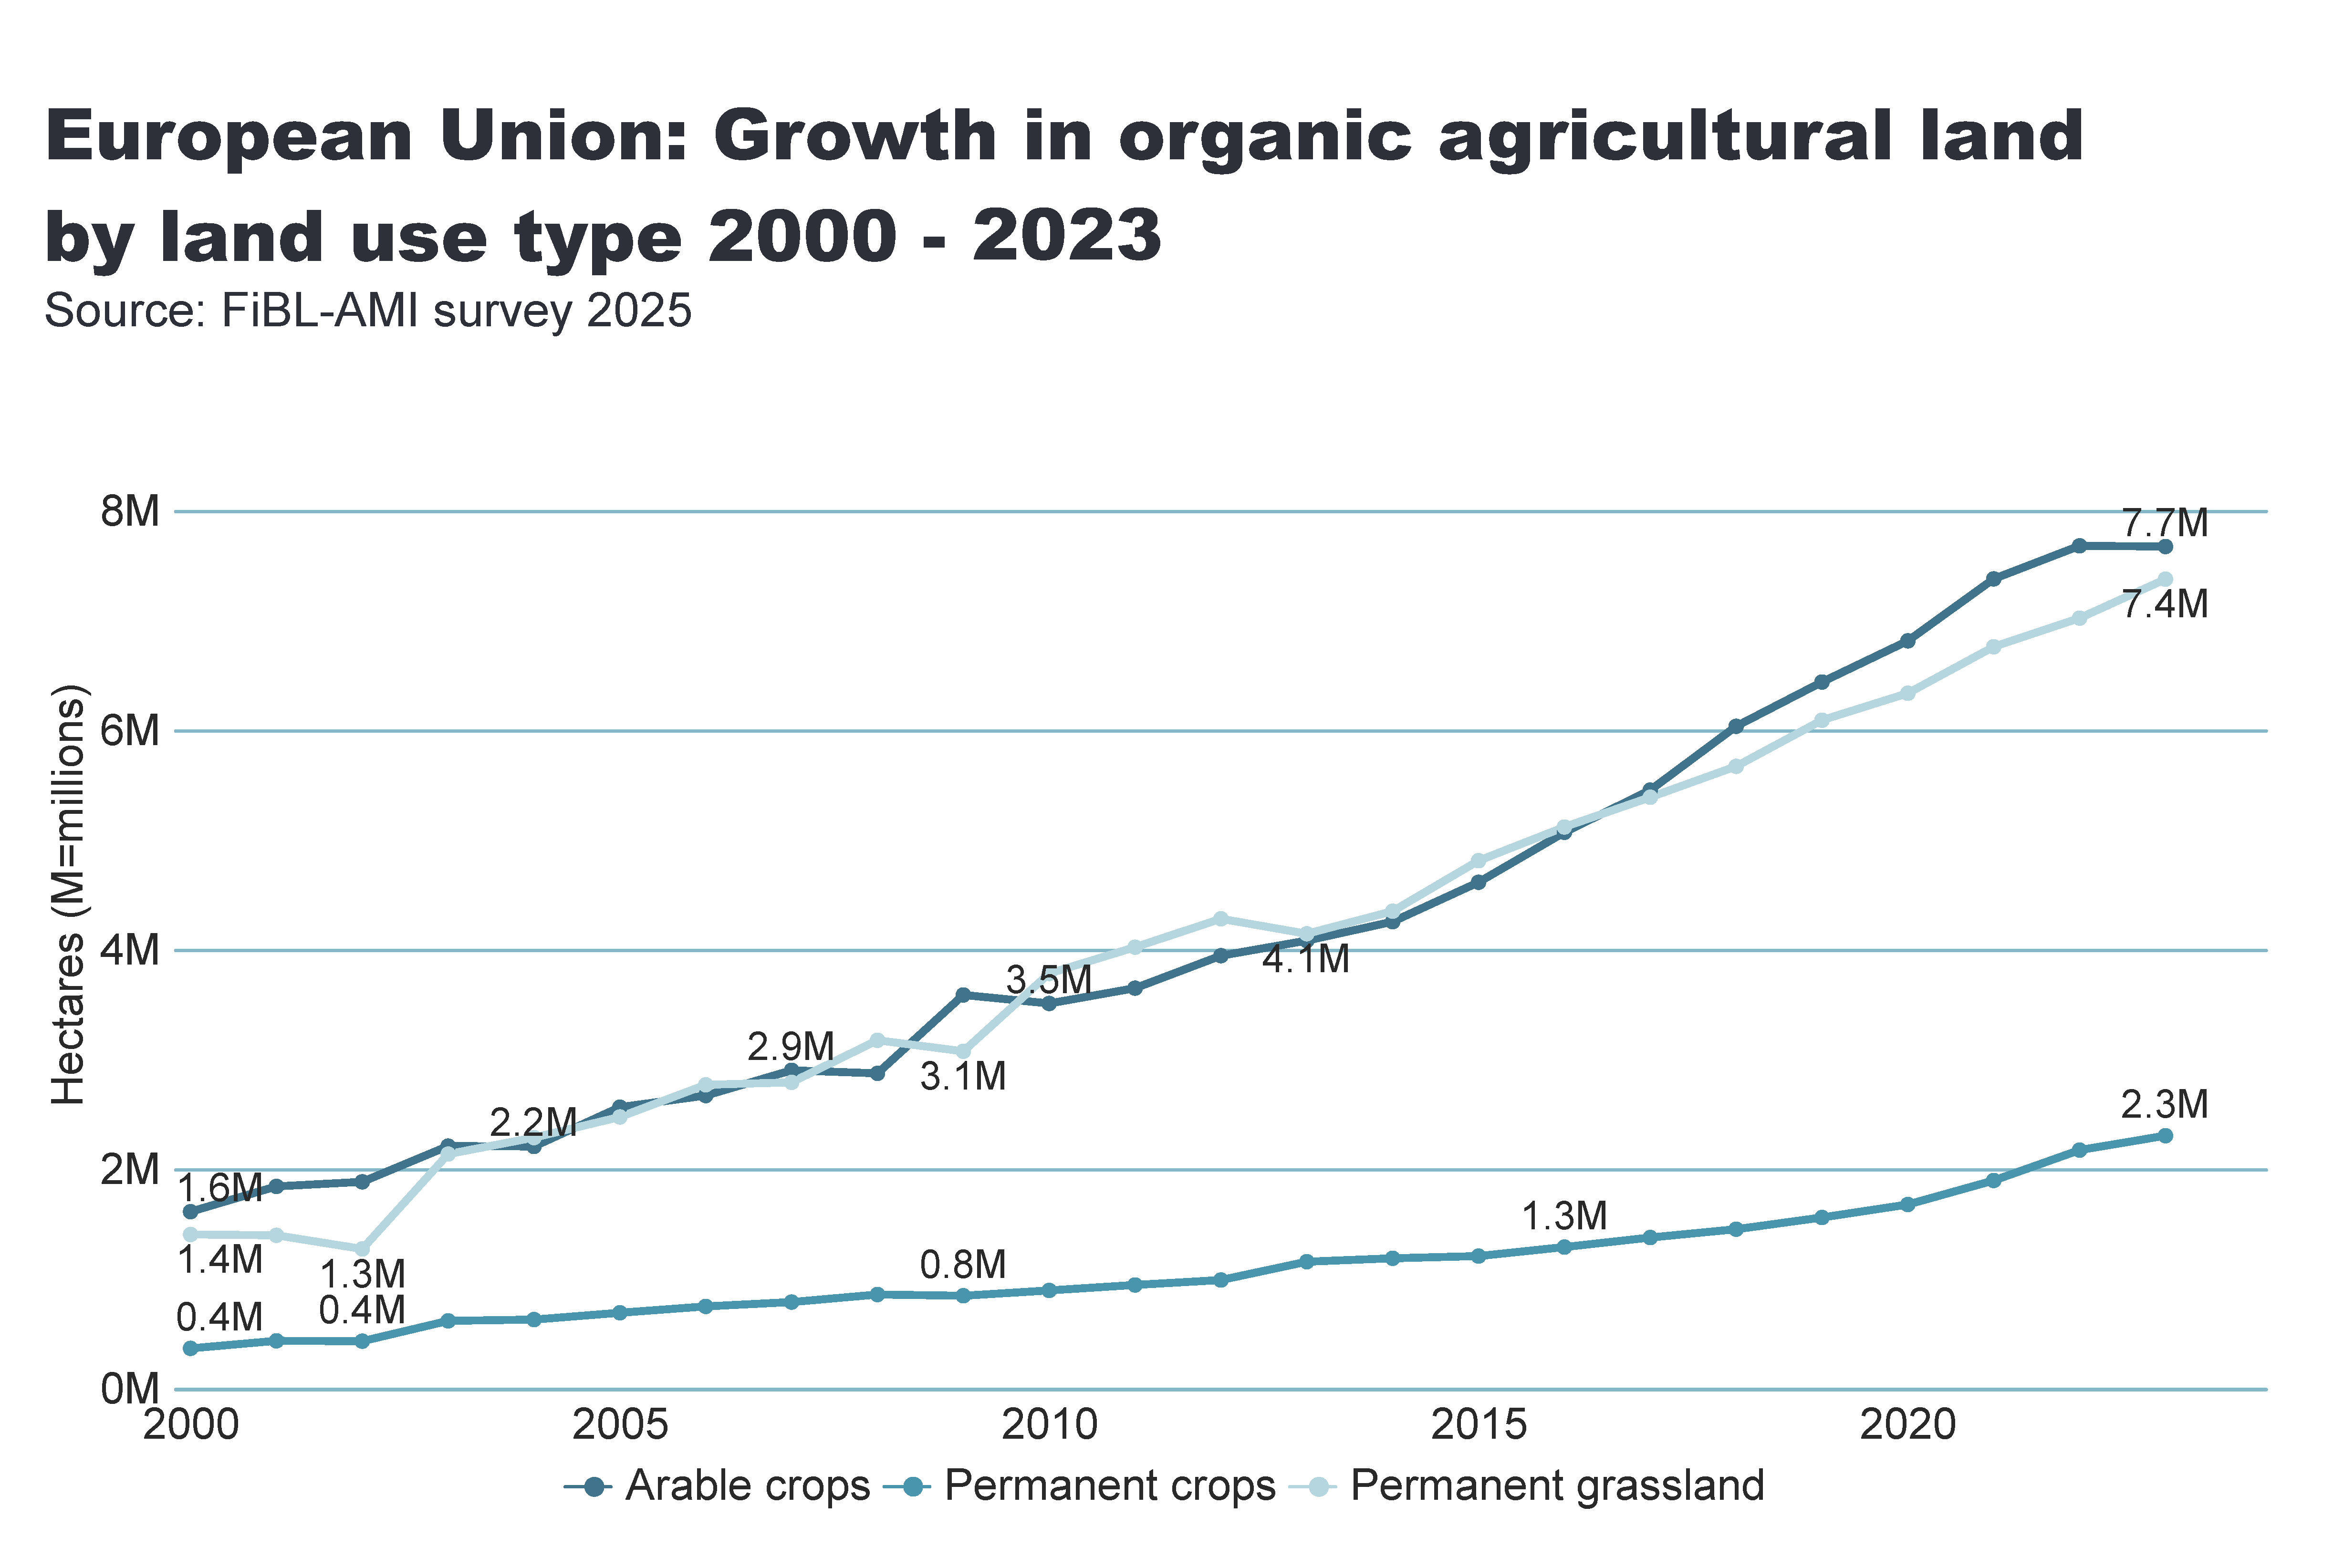 European Union: Growth in organic agricultural land
by land use type 2000 - 2023
Source: FiBL-AMI survey 2025
Hectares (M=millions)
8M
6M
4M
2M
0M
7.7M
7.4M
4.1M
3.5M
2.9M
3.1M
2.2M
1.6M
1.4M
1.3M
0.4M
0.4M
0.8M
1.3M
2.3M
2000
2005
2010
2015
2020
Arable crops
Permanent crops
Permanent grassland